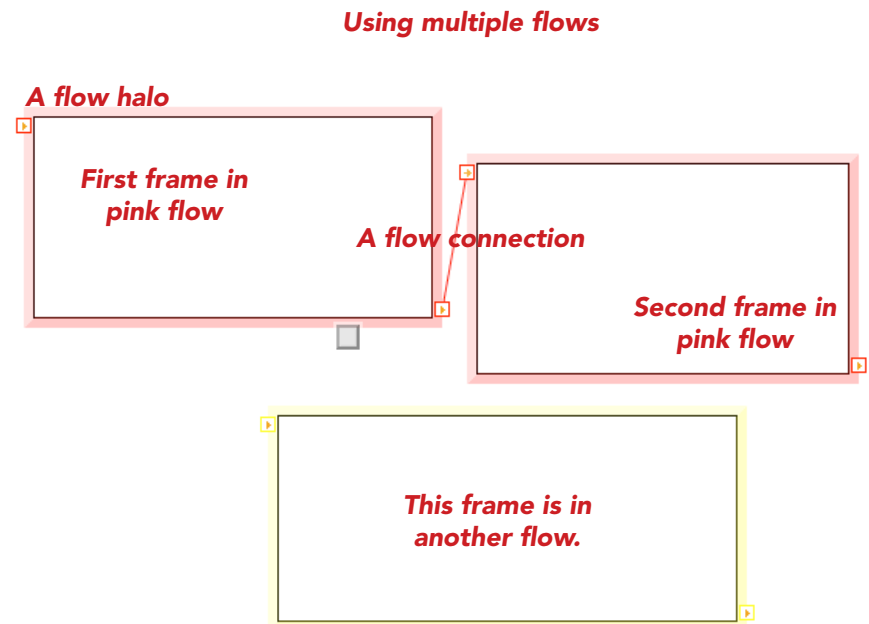 Using multiple flows
A flow halo
First frame in
pink flow
A flow connection
Second frame in
pink flow
This frame is in
another flow.